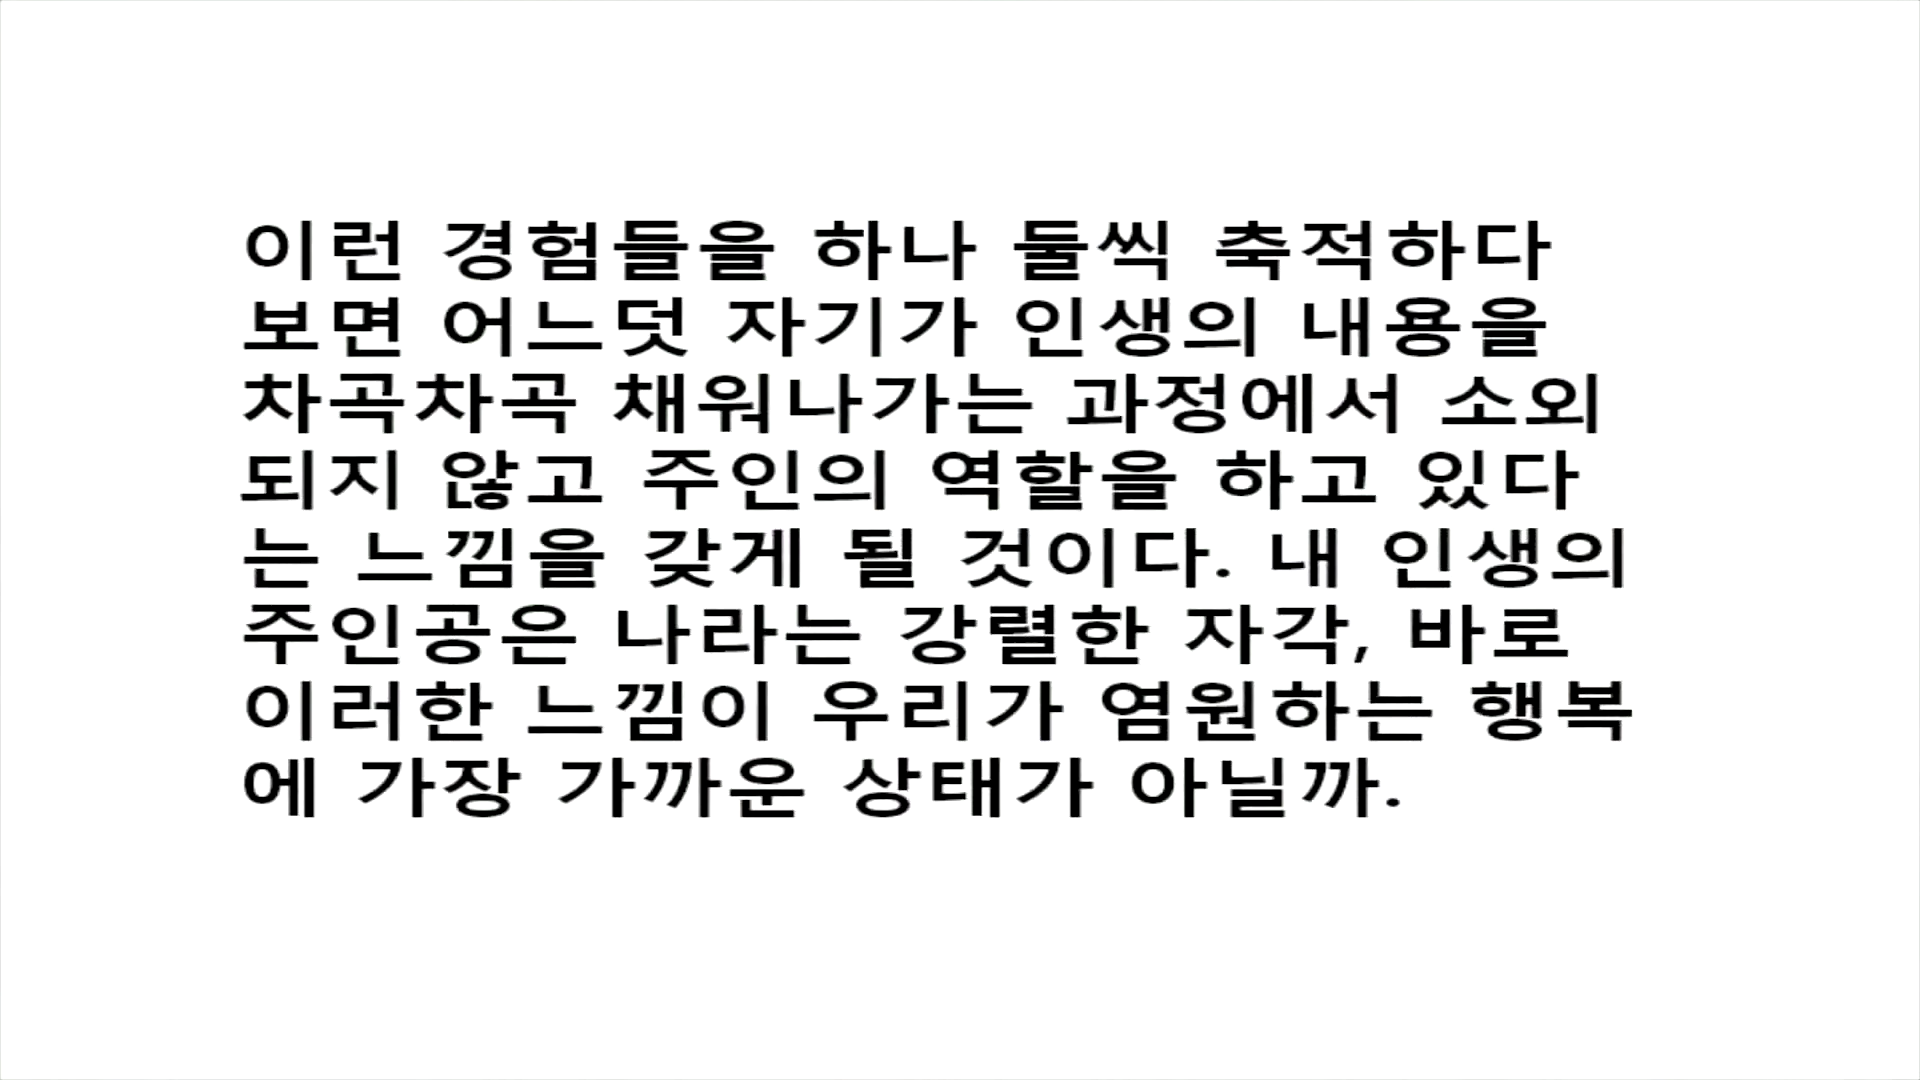 이런 경험들을 하나 둘씩 축적하다
보면 어느덧 자기가 인생의 내용을
차곡차곡 채워나가는 과정에서 소외
되지 않고 주인의 역할을 하고 있다
는 느낌을 갖게 될 것이다. 내 인생의
주인공은 나라는 강렬한 자각, 바로
이러한 느낌이 우리가 염원하는 행복
에 가장 가까운 상태가 아닐까.